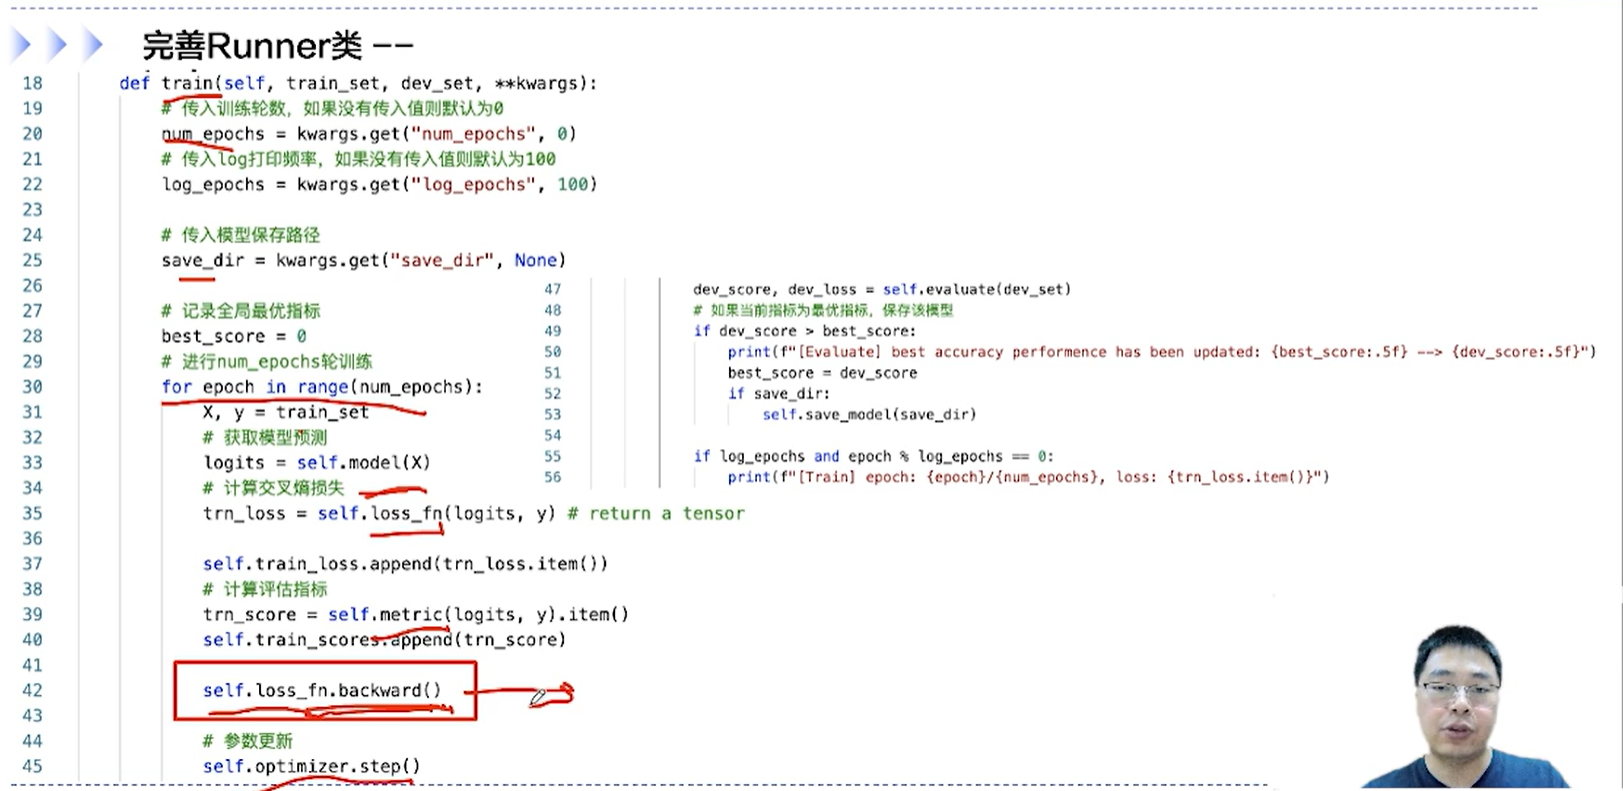 完善Runner类 --
18 def train(self, train_set, dev_set, **kwargs):
19 # 传入训练轮数，如果没有传入值则默认为0
20 num_epochs = kwargs.get("num_epochs", 0)
21 # 传入log打印频率，如果没有传入值则默认为100
22 log_epochs = kwargs.get("log_epochs", 100)
23
24 # 传入模型保存路径
25 save_dir = kwargs.get("save_dir", None)
26
27 # 记录全局最优指标
28 best_score = 0
29 # 进行num_epochs轮训练
30 for epoch in range(num_epochs):
31 X, y = train_set
32 # 获取模型预测
33 logits = self.model(X)
34 # 计算交叉熵损失
35 trn_loss = self.loss_fn(logits, y) # return a tensor
36
37 self.train_loss.append(trn_loss.item())
38 # 计算评估指标
39 trn_score = self.metric(logits, y).item()
40 self.train_scores.append(trn_score)
41
42 self.loss_fn.backward()
43
44 # 参数更新
45 self.optimizer.step()
47 dev_score, dev_loss = self.evaluate(dev_set)
48 # 如果当前指标为最优指标，保存该模型
49 if dev_score > best_score:
50 print(f"[Evaluate] best accuracy performence has been updated: {best_score:.5f} --> {dev_score:.5f}")
51 best_score = dev_score
52 if save_dir:
53 self.save_model(save_dir)
54
55 if log_epochs and epoch % log_epochs == 0:
56 print(f"[Train] epoch: {epoch}/{num_epochs}, loss: {trn_loss.item()}")